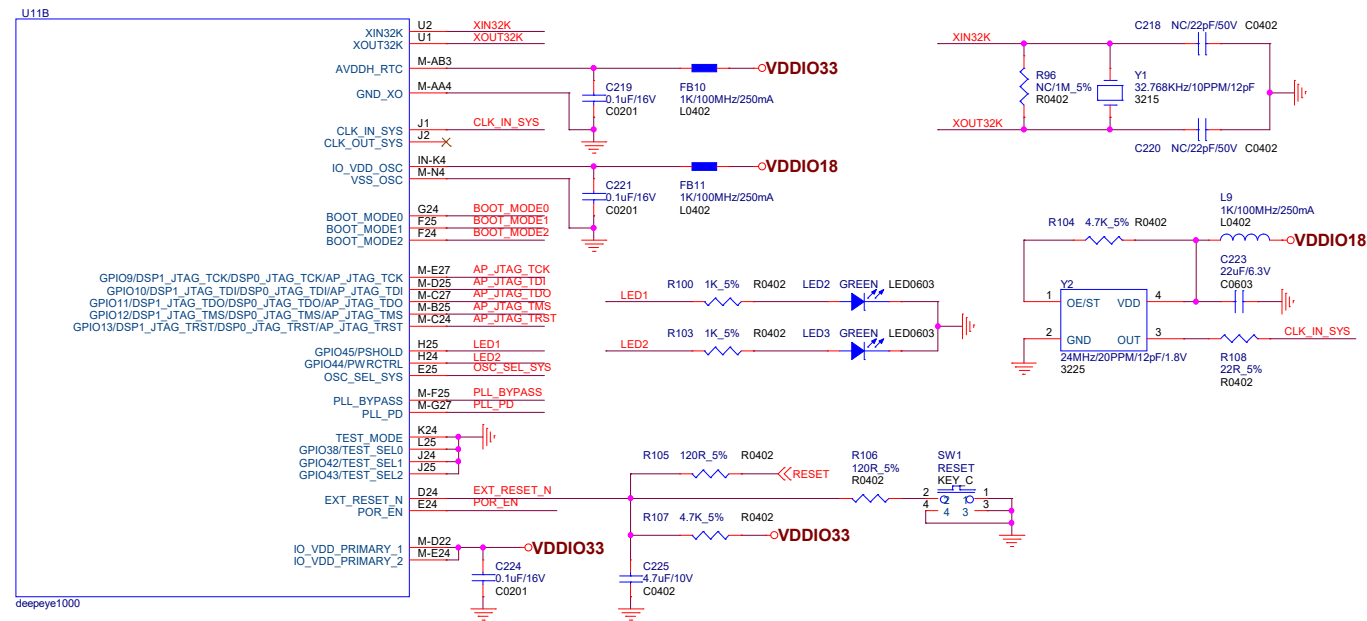 U11B
XIN32K U2 XIN32K
XOUT32K U1 XOUT32K
AVDDH_RTC M-AB3
VDDIO33
GND_XO M-AA4
C219
0.1uF/16V
C0201
FB10
1K/100MHz/250mA
L0402
CLK_IN_SYS J1 CLK_IN_SYS
CLK_OUT_SYS J2
IO_VDD_OSC IN-K4
VSS_OSC M-N4
VDDIO18
C221
0.1uF/16V
C0201
FB11
1K/100MHz/250mA
L0402
BOOT_MODE0 G24 BOOT_MODE0
BOOT_MODE1 F25 BOOT_MODE1
BOOT_MODE2 F24 BOOT_MODE2
GPIO9/DSP1_JTAG_TCK/DSP0_JTAG_TCK/AP_JTAG_TCK M-E27 AP_JTAG_TCK
GPIO10/DSP1_JTAG_TDI/DSP0_JTAG_TDI/AP_JTAG_TDI M-D25 AP_JTAG_TDI
GPIO11/DSP1_JTAG_TDO/DSP0_JTAG_TDO/AP_JTAG_TDO M-C27 AP_JTAG_TDO
GPIO12/DSP1_JTAG_TMS/DSP0_JTAG_TMS/AP_JTAG_TMS M-B25 AP_JTAG_TMS
GPIO13/DSP1_JTAG_TRST/DSP0_JTAG_TRST/AP_JTAG_TRST M-C24 AP_JTAG_TRST
GPIO45/PSHOLD H25 LED1
GPIO44/PWRCTRL H24 LED2
OSC_SEL_SYS E25 OSC_SEL_SYS
PLL_BYPASS M-F25 PLL_BYPASS
PLL_PD M-G27 PLL_PD
TEST_MODE K24
GPIO38/TEST_SEL0 L25
GPIO42/TEST_SEL1 J24
GPIO43/TEST_SEL2 J25
EXT_RESET_N D24 EXT_RESET_N
POR_EN E24 POR_EN
IO_VDD_PRIMARY_1 M-D22
IO_VDD_PRIMARY_2 M-E24
VDDIO33
C224
0.1uF/16V
C0201
deepeye1000
C218 NC/22pF/50V C0402
XIN32K
R96
NC/1M_5%
R0402
Y1
32.768KHz/10PPM/12pF
3215
XOUT32K
C220 NC/22pF/50V C0402
L9
1K/100MHz/250mA
L0402
R104 4.7K_5% R0402
VDDIO18
C223
22uF/6.3V
C0603
Y2
1 OE/ST VDD 4
2 GND OUT 3
CLK_IN_SYS
24MHz/20PPM/12pF/1.8V
3225
R108
22R_5%
R0402
LED1 R100 1K_5% R0402 LED2 GREEN LED0603
LED2 R103 1K_5% R0402 LED3 GREEN LED0603
R105 120R_5% R0402
RESET
R106
120R_5%
R0402
SW1
RESET
KEY_C
2 2 1 1
4 4 3 3
R107 4.7K_5% R0402
VDDIO33
C225
4.7uF/10V
C0402